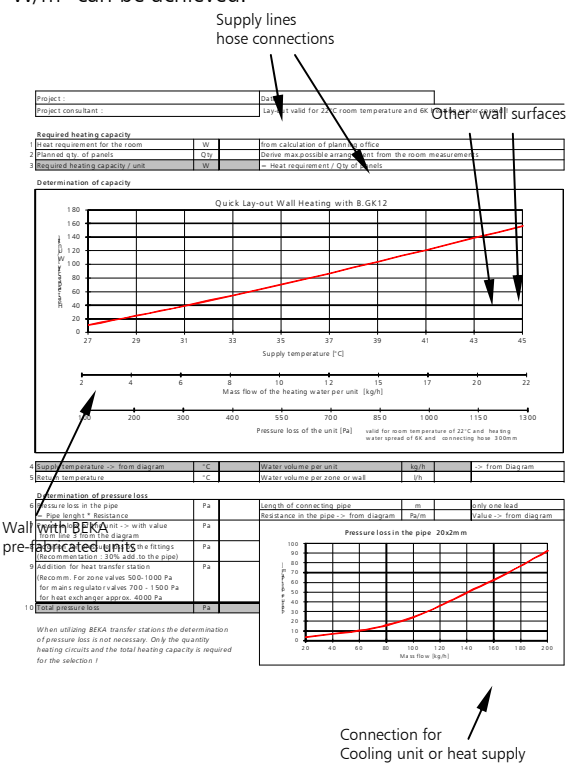 W/m² can be achieved.
Supply lines
hose connections
Project :
Project consultant :
Lay-out valid for 22°C room temperature and 6K heating water spread !
Other wall surfaces
Required heating capacity
1 Heat requirement for the room W from calculation of planning office
2 Planned qty. of panels Qty Derive max.possible arrangement from the room measurements
3 Required heating capacity / unit W = Heat requirement / Qty of panels
Determination of capacity
Quick Lay-out Wall Heating with B.GK12
180
160
140
120
100
80
60
40
20
0
27 29 31 33 35 37 39 41 43 45
Supply temperature [°C]
2 4 6 8 10 12 15 17 20 22
Mass flow of the heating water per unit [kg/h]
200 300 400 550 700 850 1000 1150 1300
Pressure loss of the unit [Pa]
valid for room temperature of 22°C and heating
water spread of 6K and connecting hose 300mm
4 Supply temperature -> from diagram °C Water volume per unit kg/h -> from Diagram
5 Return temperature °C Water volume per zone or wall l/h
Determination of pressure loss
6 Pressure loss in the pipe Pa Length of connecting pipe m only one lead
= Pipe lenght * Resistance Resistance in the pipe -> from diagram Pa/m Value -> from diagram
Pa
from line 3 from the diagram
Wall with BEKA
pre-fabricated units
the fittings Pa
(Recommentation : 30% add.to the pipe)
9 Addition for heat transfer station Pa
(Recomm. For zone valves 500-1000 Pa
for mains regulator valves 700 - 1500 Pa
for heat exchanger approx. 4000 Pa
10 Total pressure loss Pa
Pressure loss in the pipe 20x2mm
100
90
80
70
60
50
40
30
20
10
0
20 40 60 80 100 120 140 160 180 200
Mass flow [kg/h]
When utilizing BEKA transfer stations the determination
of pressure loss is not necessary. Only the quantity
heating circuits and the total heating capacity is required
for the selection !
Connection for
Cooling unit or heat supply